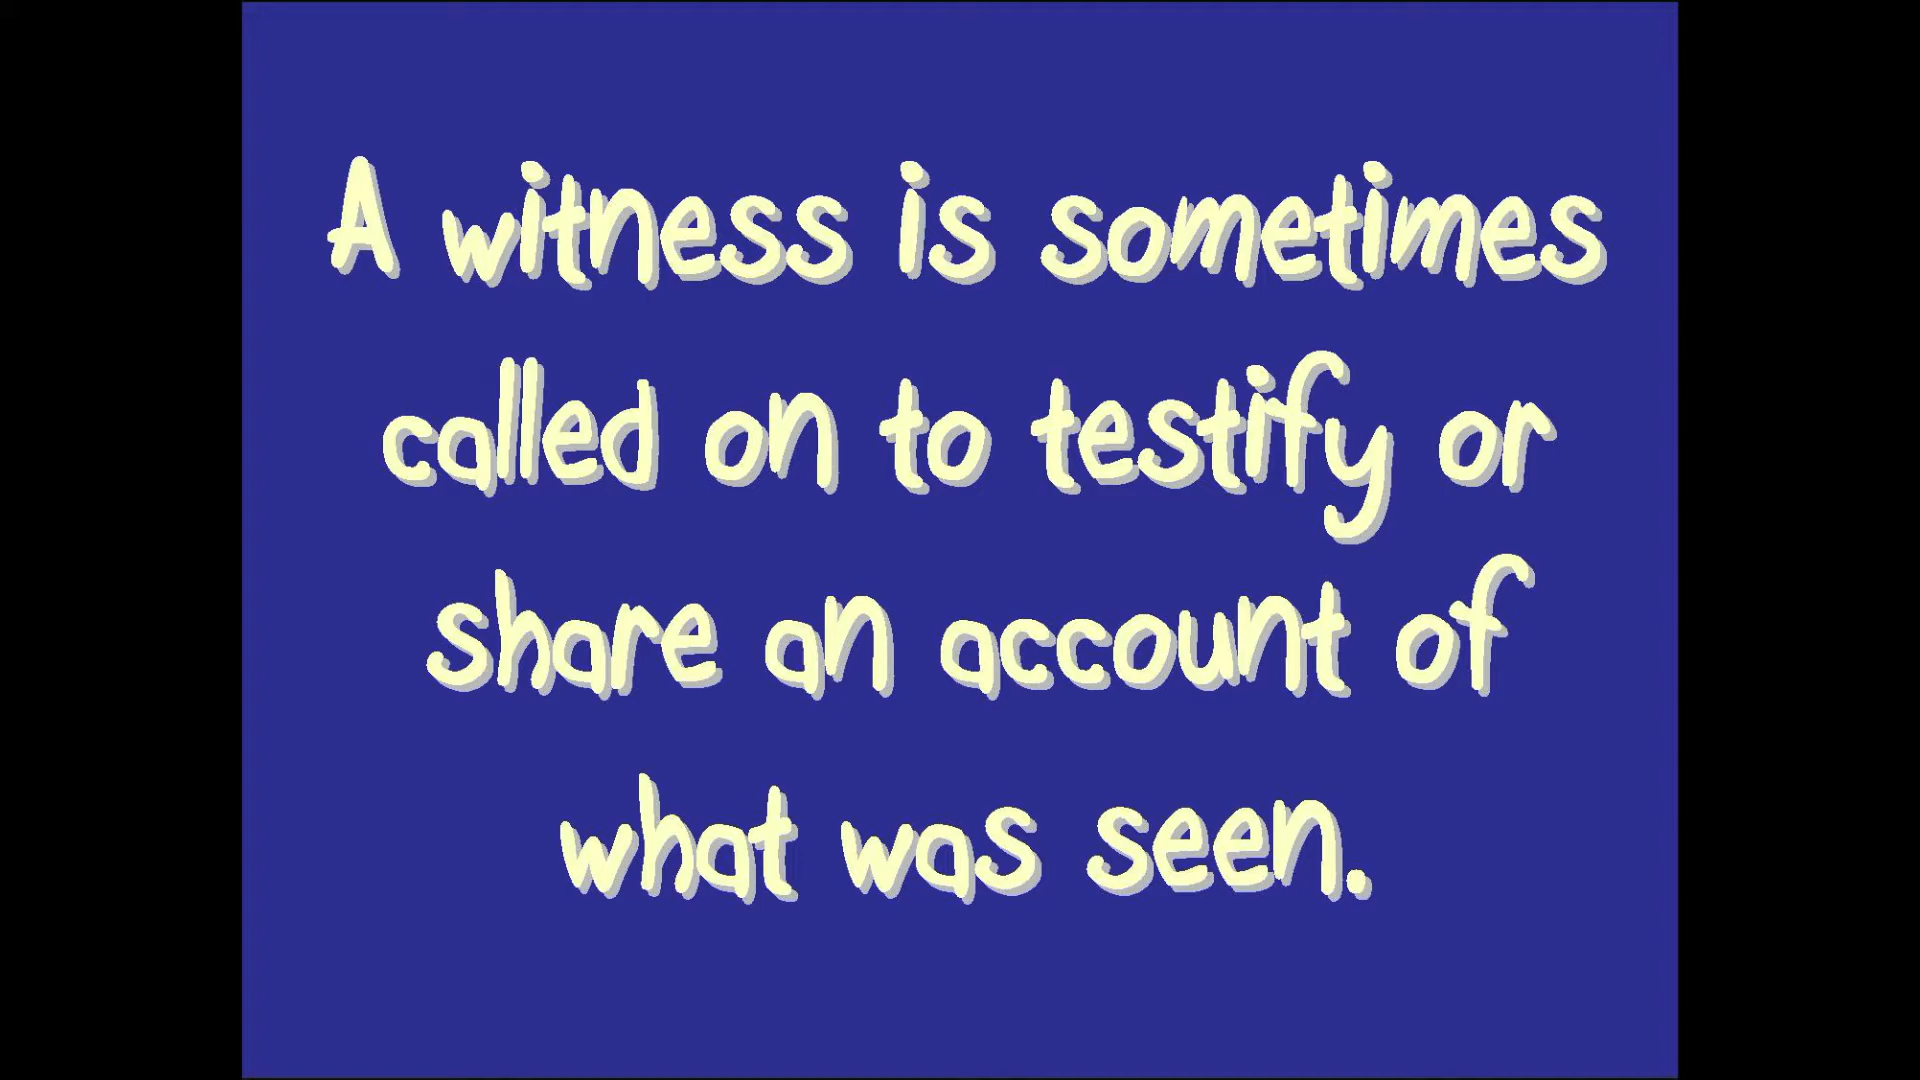 A witness is sometimes
called on to testify or
share an account of
what was seen.